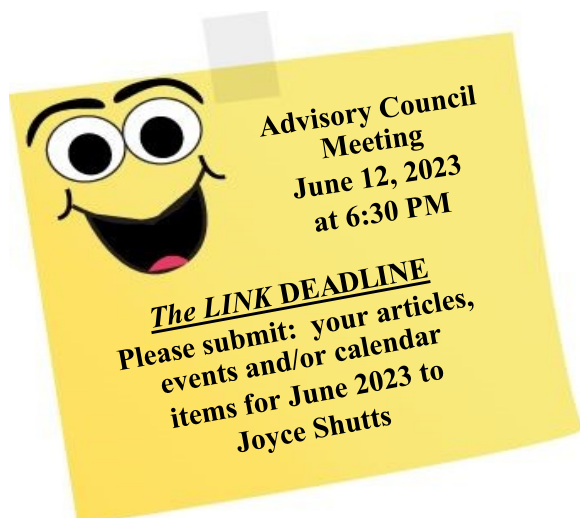 Advisory Council
Meeting
June 12, 2023
at 6:30 PM
The LINK DEADLINE
Please submit: your articles,
events and/or calendar
items for June 2023 to
Joyce Shutts